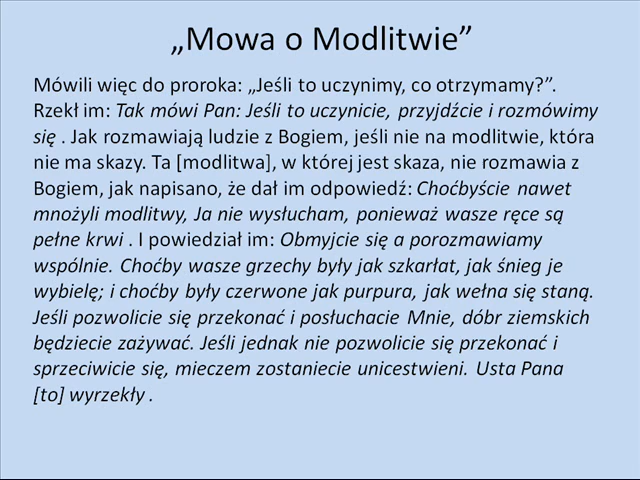 „Mowa o Modlitwie”
Mówili więc do proroka: „Jeśli to uczynimy, co otrzymamy?”.
Rzekł im: Tak mówi Pan: Jeśli to uczynicie, przyjdźcie i rozmówimy
się . Jak rozmawiają ludzie z Bogiem, jeśli nie na modlitwie, która
nie ma skazy. Ta [modlitwa], w której jest skaza, nie rozmawia z
Bogiem, jak napisano, że dał im odpowiedź: Choćbyście nawet
mnożyli modlitwy, Ja nie wysłucham, ponieważ wasze ręce są
pełne krwi . I powiedział im: Obmyjcie się a porozmawiamy
wspólnie. Choćby wasze grzechy były jak szkarłat, jak śnieg je
wybielę; i choćby były czerwone jak purpura, jak wełna się staną.
Jeśli pozwolicie się przekonać i posłuchacie Mnie, dóbr ziemskich
będziecie zażywać. Jeśli jednak nie pozwolicie się przekonać i
sprzeciwicie się, mieczem zostaniecie unicestwieni. Usta Pana
[to] wyrzekły .